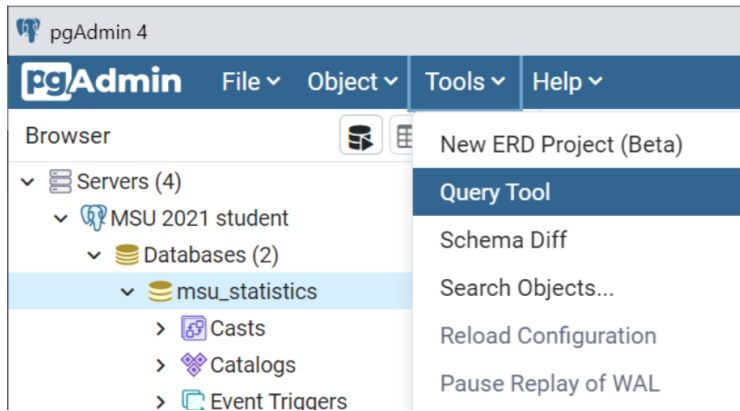 pgAdmin 4
pgAdmin File Object Tools Help
Browser
Servers (4)
MSU 2021 student
Databases (2)
msu_statistics
Casts
Catalogs
Event Triggers
New ERD Project (Beta)
Query Tool
Schema Diff
Search Objects...
Reload Configuration
Pause Replay of WAL